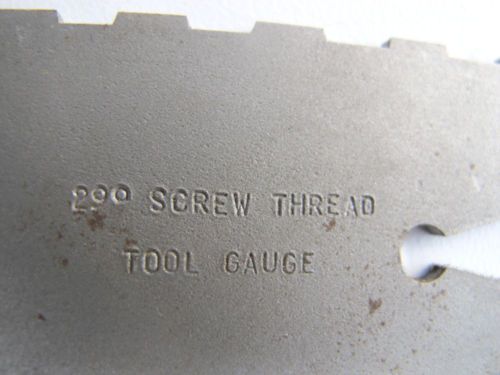 29° SCREW THREAD
TOOL GAUGE